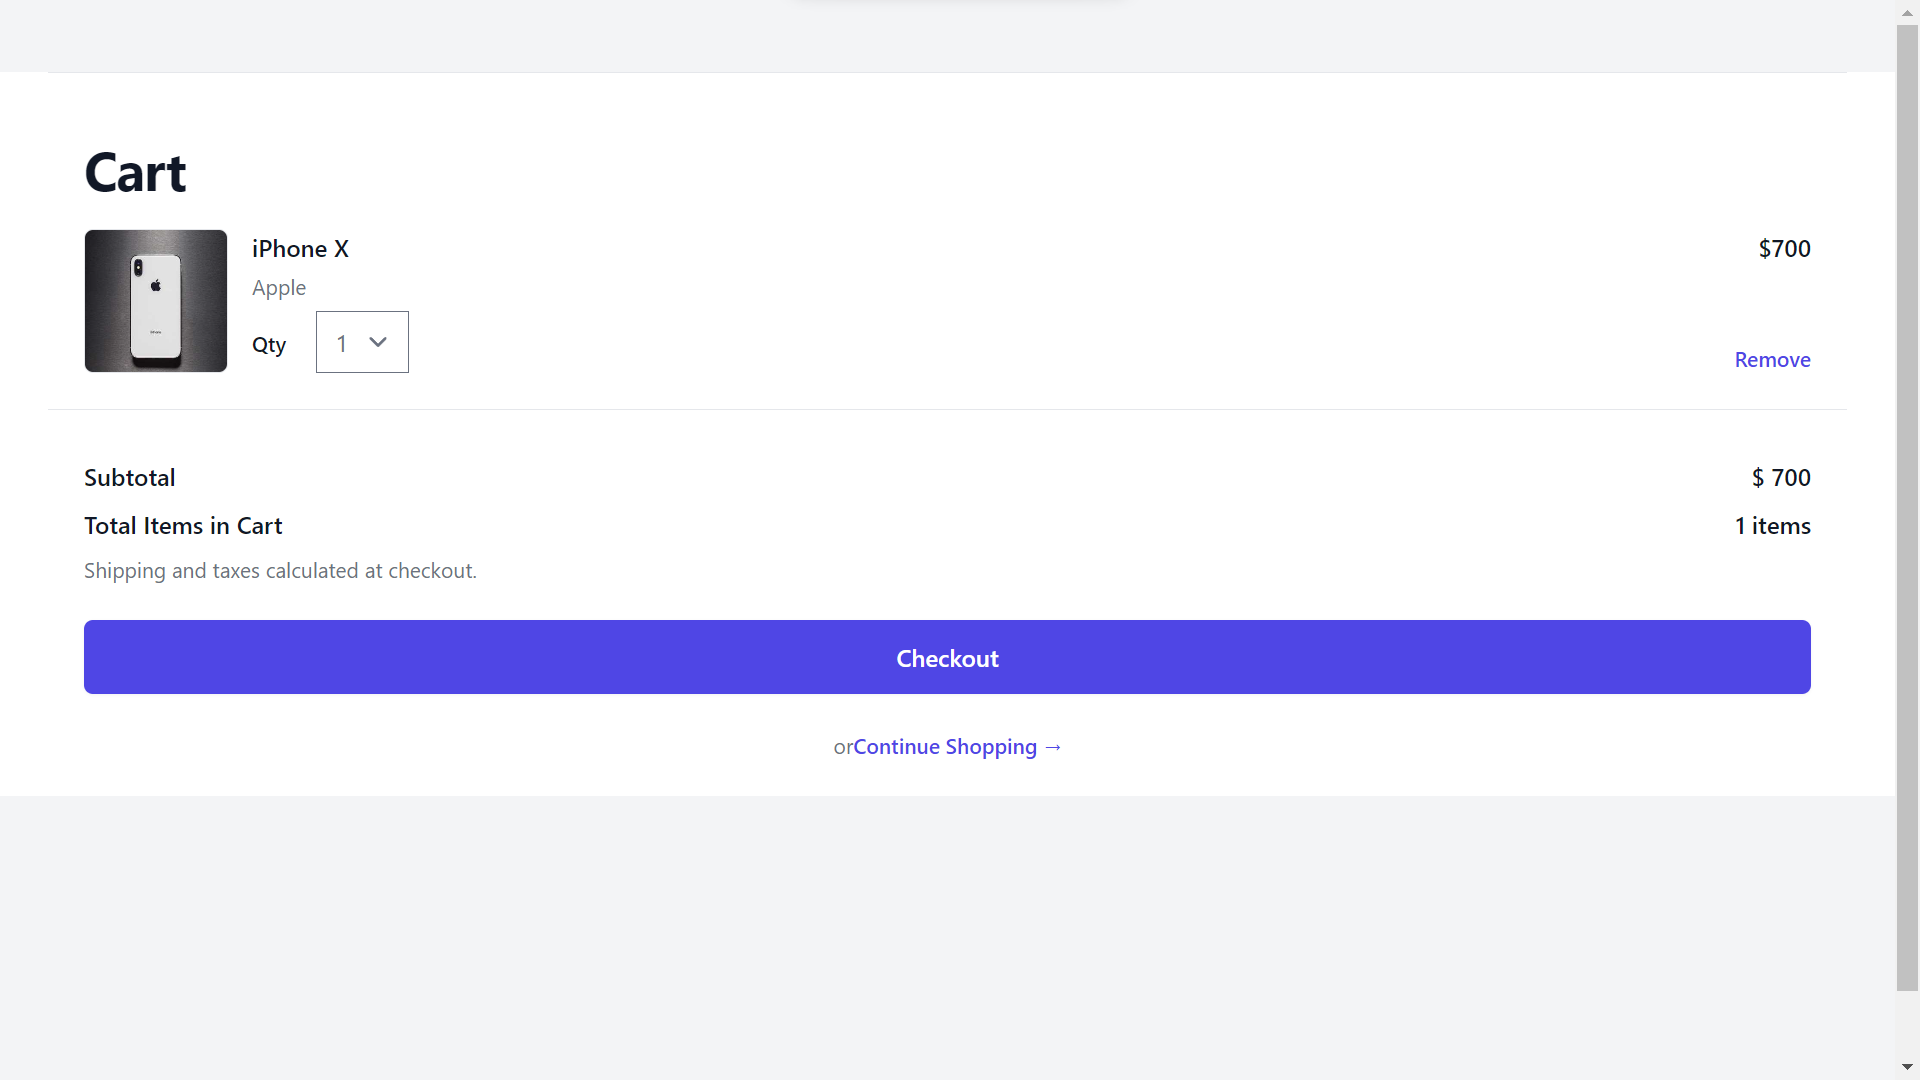 Cart
iPhone X
$700
Apple
Qty
1
Remove
Subtotal
$ 700
Total Items in Cart
1 items
Shipping and taxes calculated at checkout.
Checkout
orContinue Shopping →